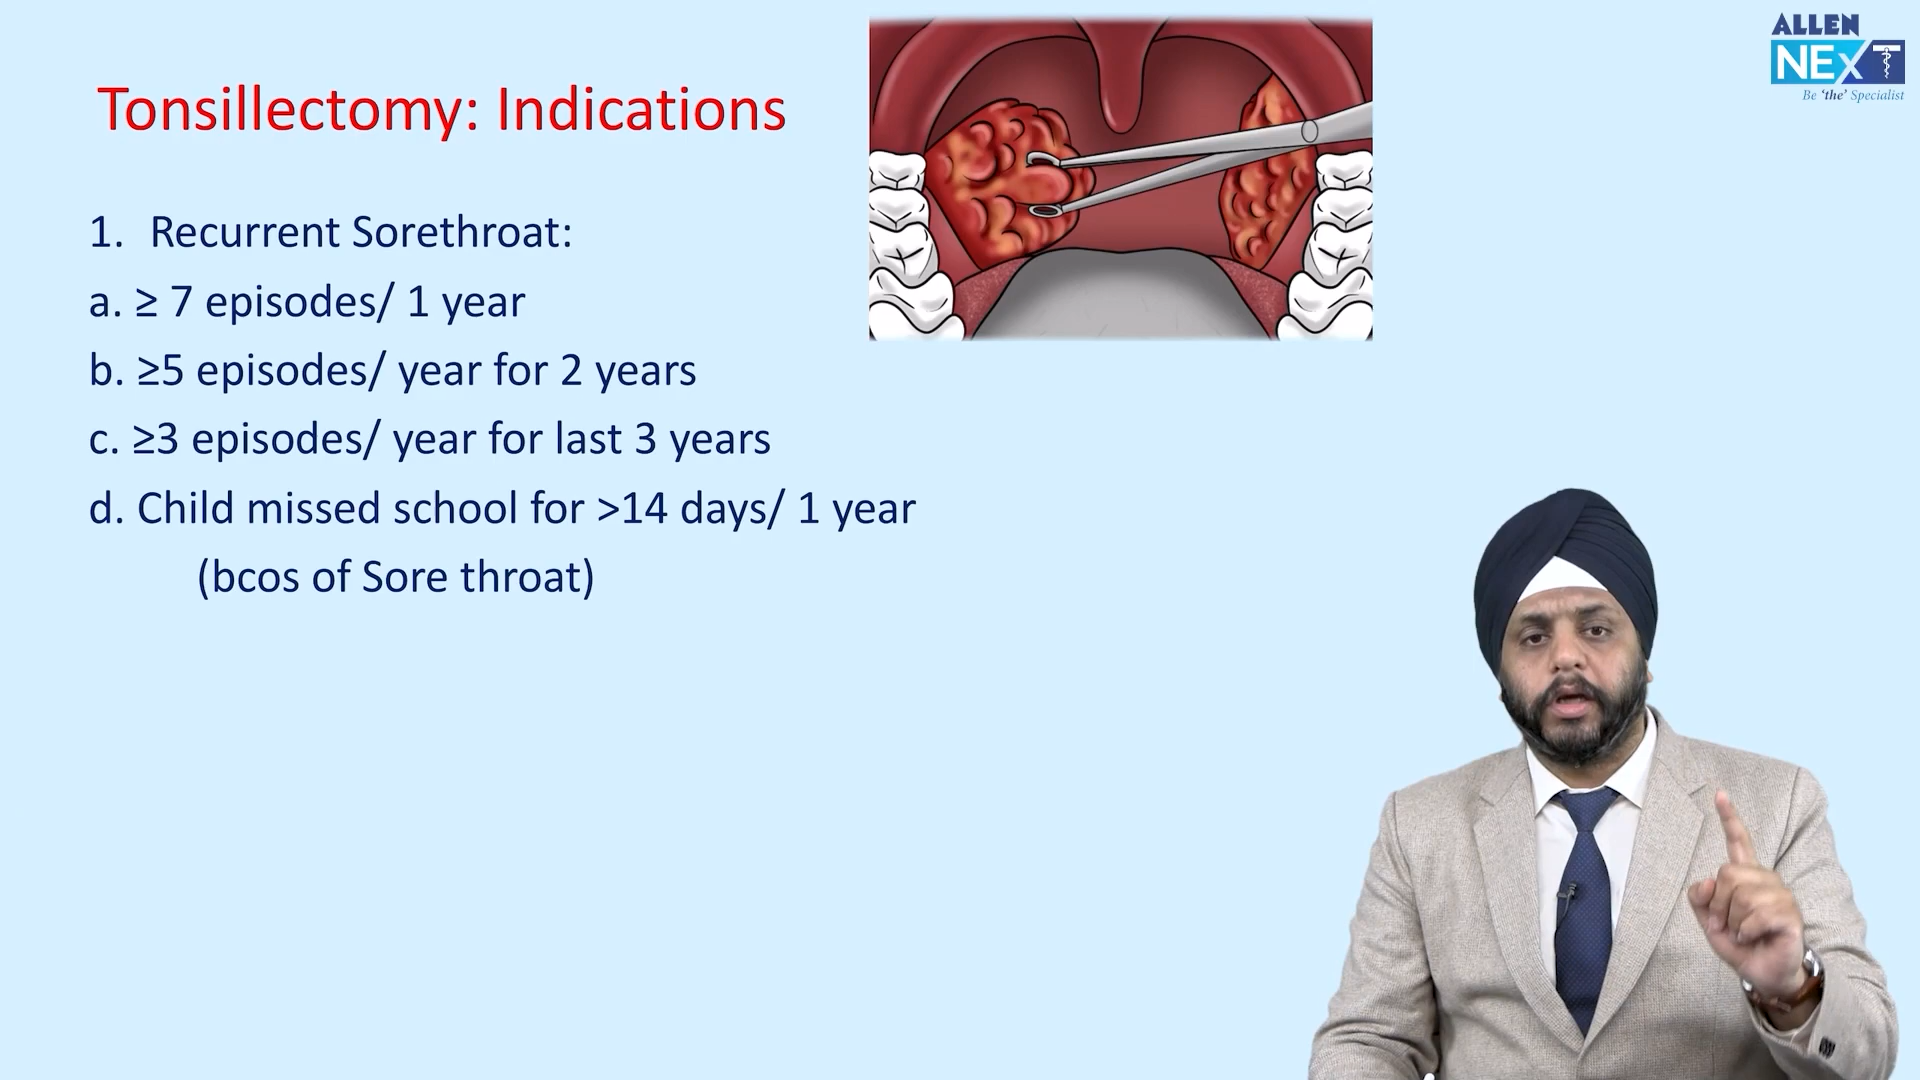 ALLEN
NEXT
Be 'the' Specialist
Tonsillectomy: Indications
1. Recurrent Sorethroat:
a. ≥ 7 episodes/ 1 year
b. ≥5 episodes/ year for 2 years
c. ≥3 episodes/ year for last 3 years
d. Child missed school for >14 days/ 1 year
(bcos of Sore throat)